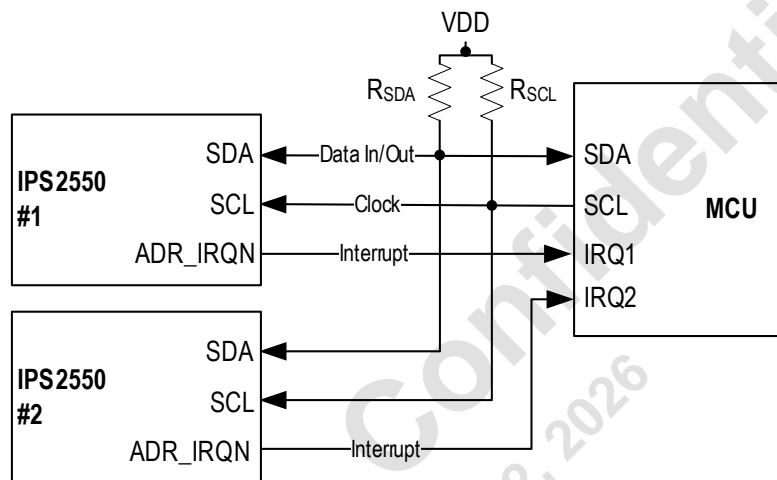 VDD
RSDA
RSCL
IPS2550
#1
SDA
SCL
ADR_IRQN
Data In/Out
Clock
Interrupt
SDA
SCL
IRQ1
IRQ2
MCU
IPS2550
#2
SDA
SCL
ADR_IRQN
Interrupt
Confidenti
, 2026